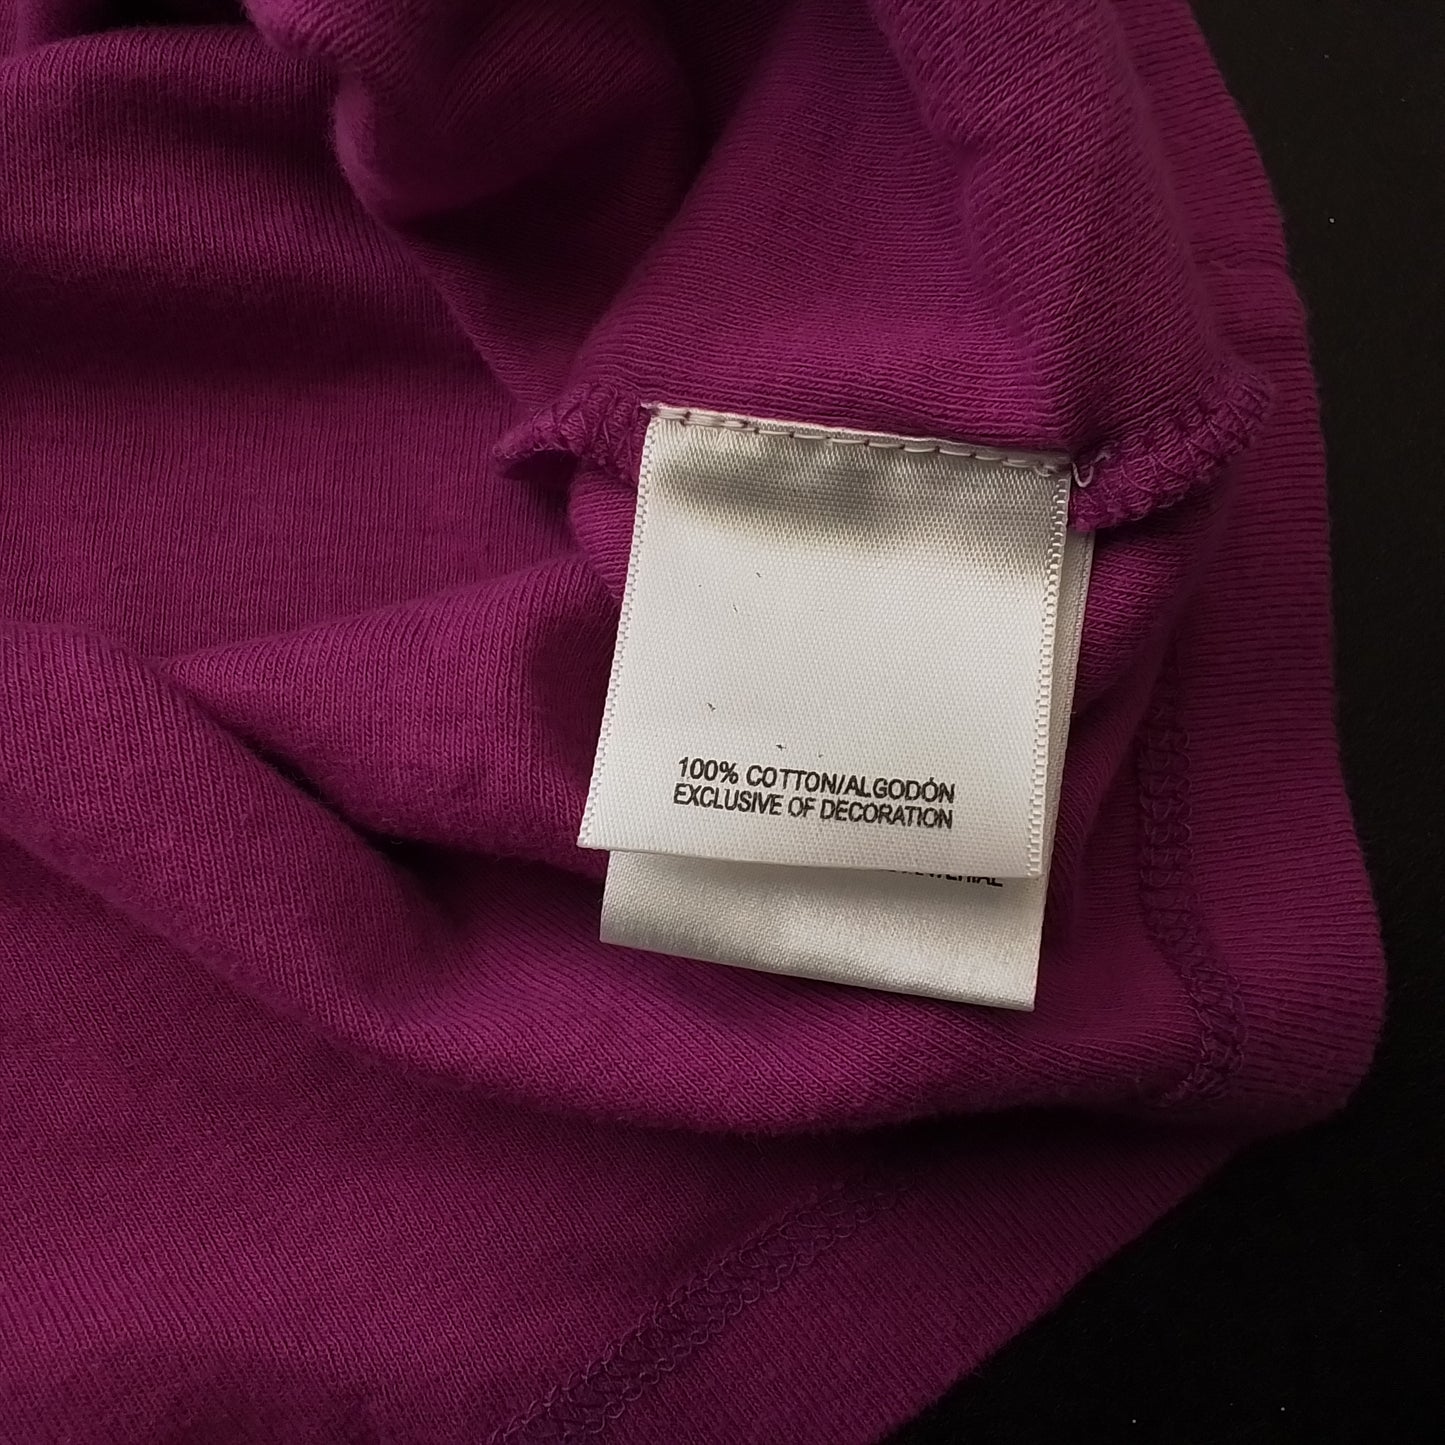 100% COTTON/ALGODÓN
EXCLUSIVE OF DECORATION